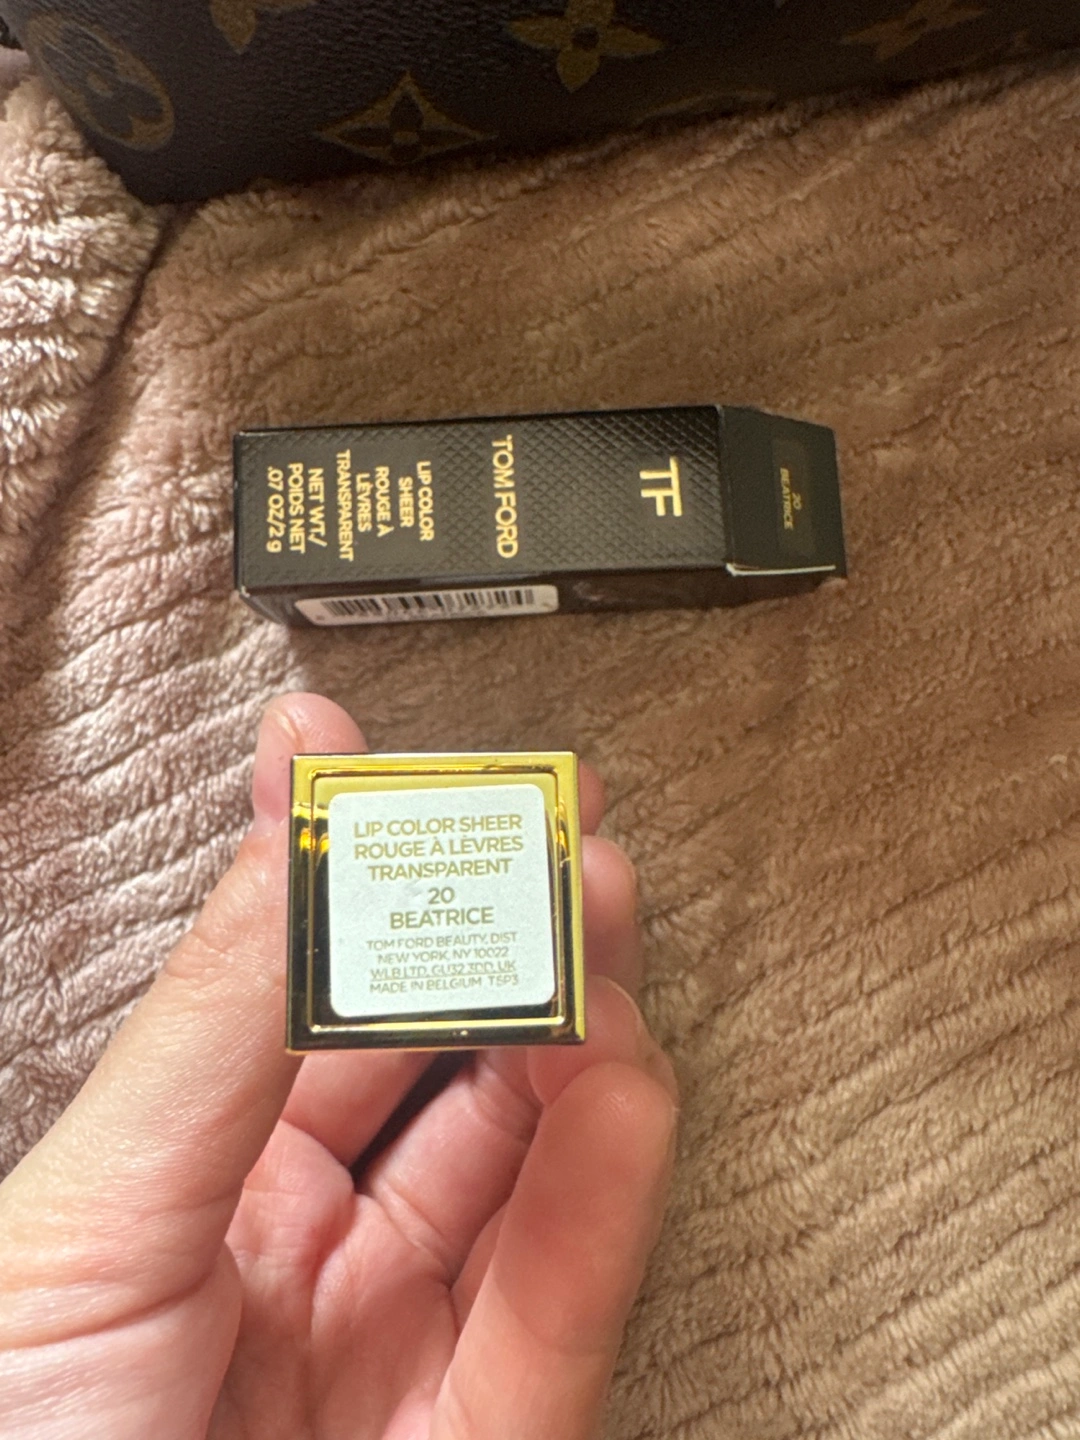 TF
TOM FORD
LIP COLOR
SHEER
ROUGE À
LÈVRES
TRANSPARENT
NET WT./
POIDS NET
.07 OZ/2 g
20
BEATRICE
LIP COLOR SHEER
ROUGE À LÈVRES
TRANSPARENT
20
BEATRICE
TOM FORD BEAUTY, DIST.
NEW YORK, NY 10022
WLB LTD, GU32 3DD, UK
MADE IN BELGIUM